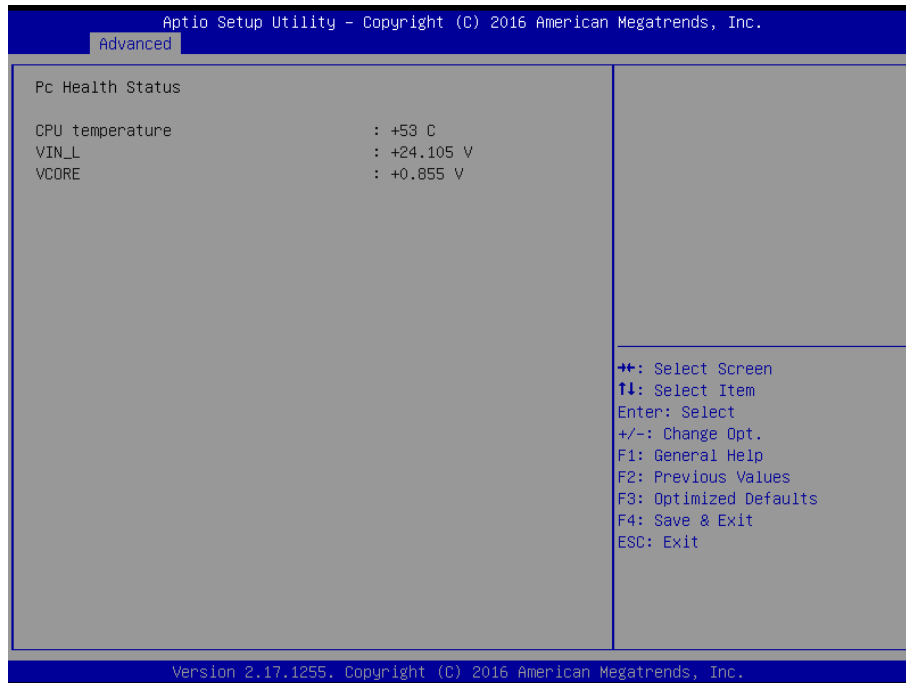 Aptio Setup Utility – Copyright (C) 2016 American Megatrends, Inc.
Advanced
Pc Health Status
CPU temperature : +53 C
VIN_L : +24.105 V
VCORE : +0.855 V
→←: Select Screen
↑↓: Select Item
Enter: Select
+/-: Change Opt.
F1: General Help
F2: Previous Values
F3: Optimized Defaults
F4: Save & Exit
ESC: Exit
Version 2.17.1255. Copyright (C) 2016 American Megatrends, Inc.